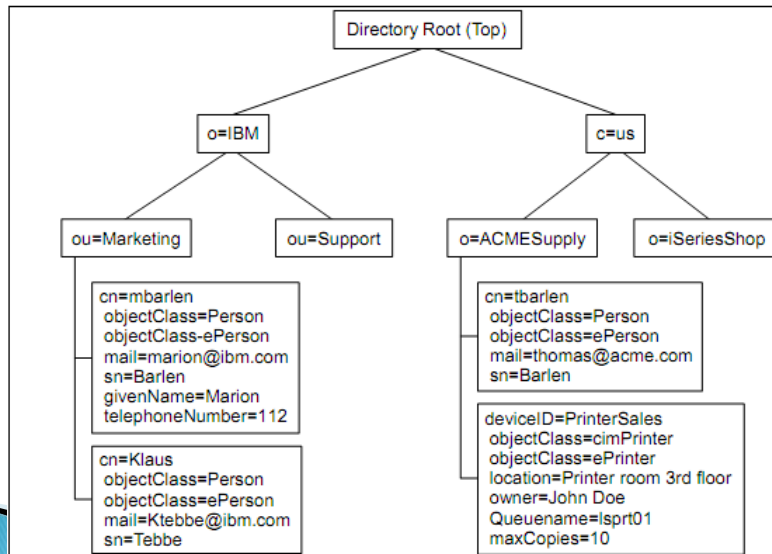 Directory Root (Top)
o=IBM
c=us
ou=Marketing
ou=Support
o=ACMESupply
o=iSeriesShop
cn=mbarlen
objectClass=Person
objectClass-ePerson
mail=marion@ibm.com
sn=Barlen
givenName=Marion
telephoneNumber=112
cn=Klaus
objectClass=Person
objectClass=ePerson
mail=Ktebbe@ibm.com
sn=Tebbe
cn=tbarlen
objectClass=Person
objectClass=ePerson
mail=thomas@acme.com
sn=Barlen
deviceID=PrinterSales
objectClass=cimPrinter
objectClass=ePrinter
location=Printer room 3rd floor
owner=John Doe
Queuename=lsprt01
maxCopies=10